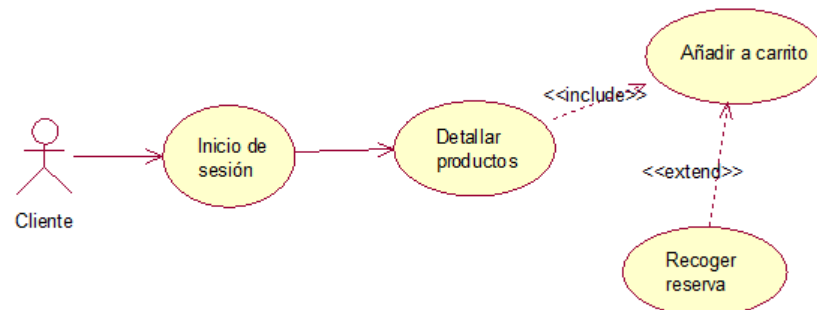 Añadir a carrito
<<include>>
Detallar
productos
Inicio de
sesión
<<extend>>
Cliente
Recoger
reserva